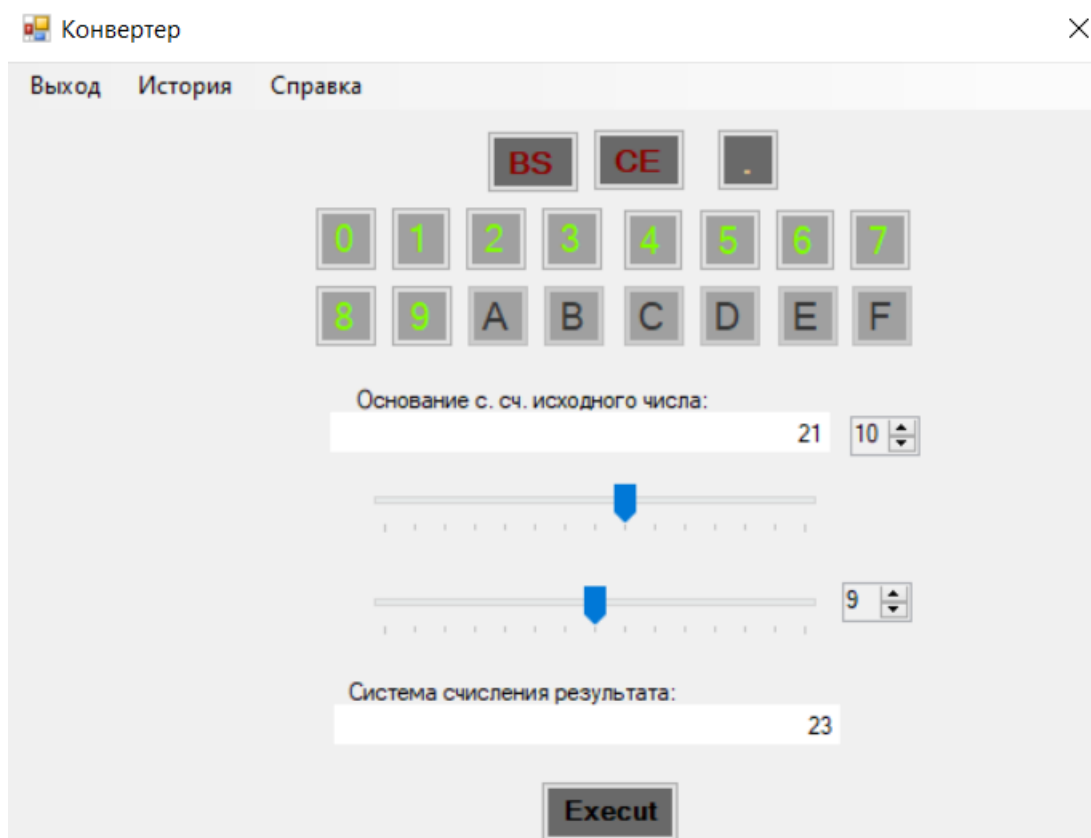 Конвертер
Выход История Справка
BS CE .
0 1 2 3 4 5 6 7
8 9 A B C D E F
Основание с. сч. исходного числа:
21 10
9
Система счисления результата:
23
Execut